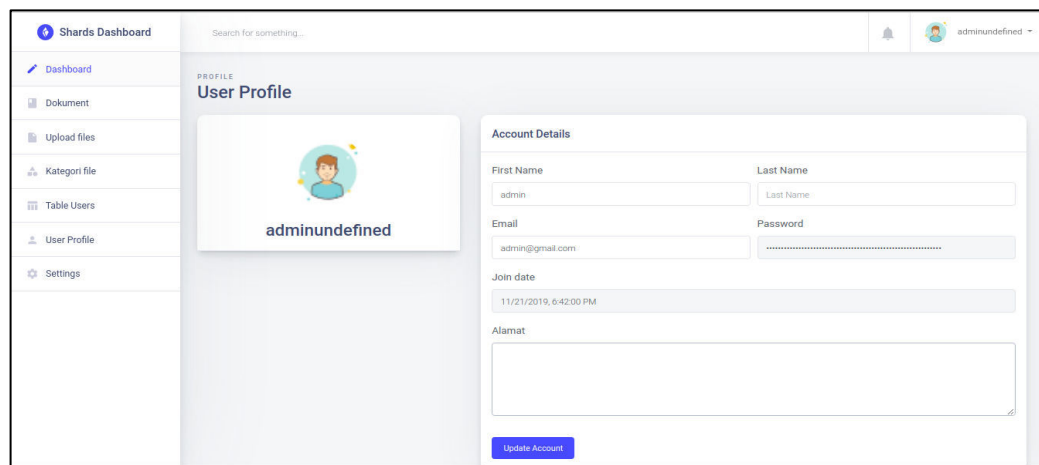 Shards Dashboard
Search for something...
adminundefined
Dashboard
Dokument
Upload files
Kategori file
Table Users
User Profile
Settings
PROFILE
User Profile
adminundefined
Account Details
First Name
Last Name
admin
Last Name
Email
Password
admin@gmail.com
Join date
11/21/2019, 6:42:00 PM
Alamat
Update Account